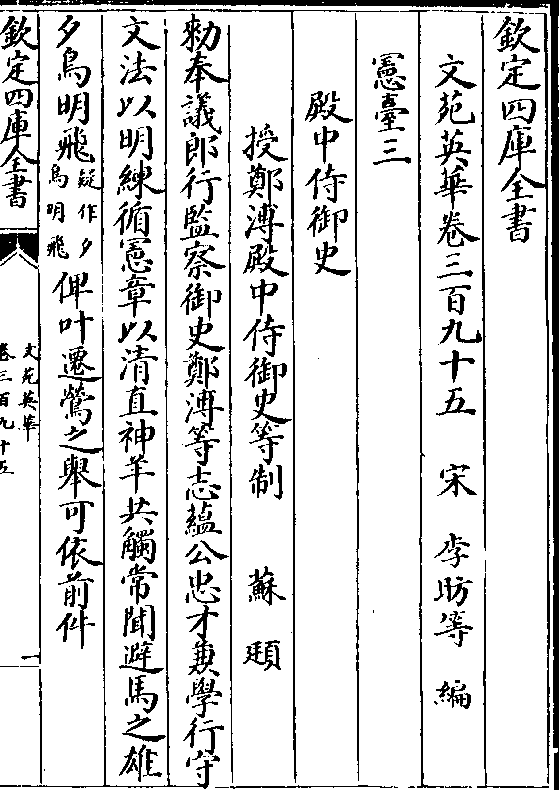 欽定四庫全書
文苑英華卷三百九十五　宋　李昉等　編
憲臺三
殿中侍御史
授鄭溥殿中侍御史等制　蘇　頲
勅奉議郎行監察御史鄭溥等志蘊公忠才兼學行守
文法以明練循憲章以清直神羊共觸常聞避馬之雄
夕烏明飛疑作夕烏明飛俾叶遷鶯之舉可依前件
欽定四庫全書
文苑英華
卷三百九十五
一